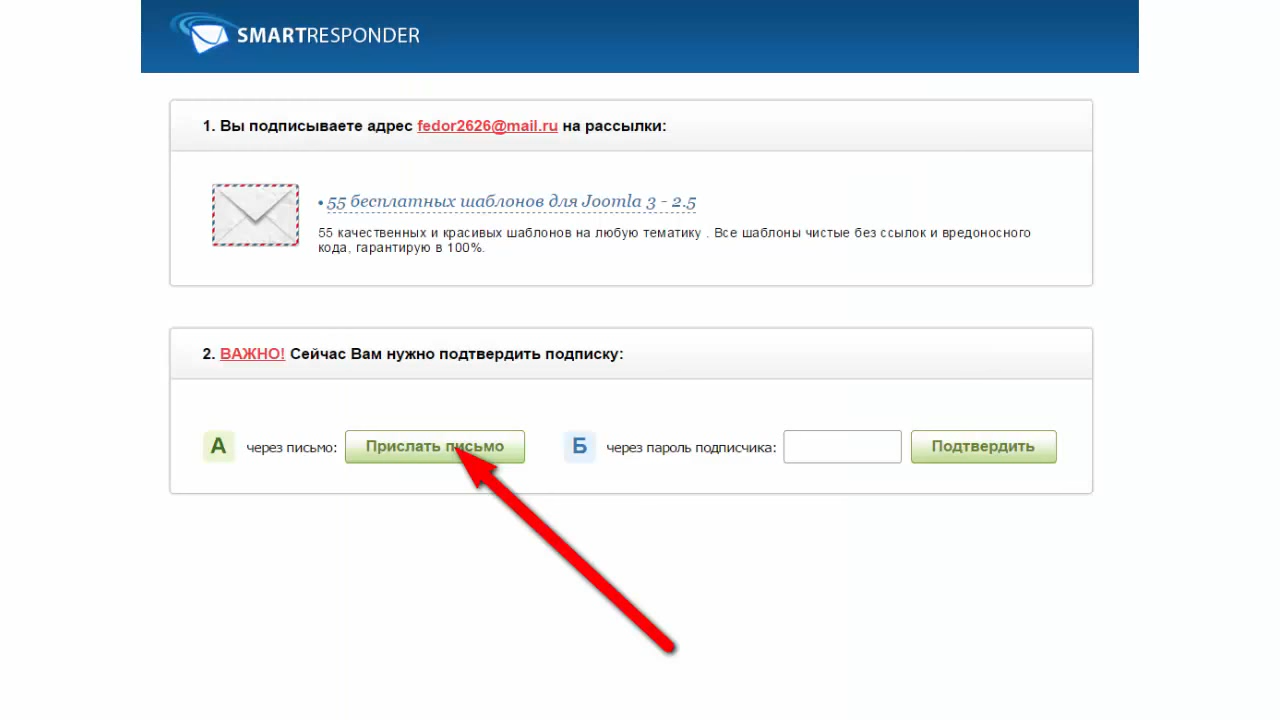 SMARTRESPONDER
1. Вы подписываете адрес fedor2626@mail.ru на рассылки:
• 55 бесплатных шаблонов для Joomla 3 - 2.5
55 качественных и красивых шаблонов на любую тематику . Все шаблоны чистые без ссылок и вредоносного
кода, гарантирую в 100%.
2. ВАЖНО! Сейчас Вам нужно подтвердить подписку:
А через письмо: Прислать письмо Б через пароль подписчика: Подтвердить